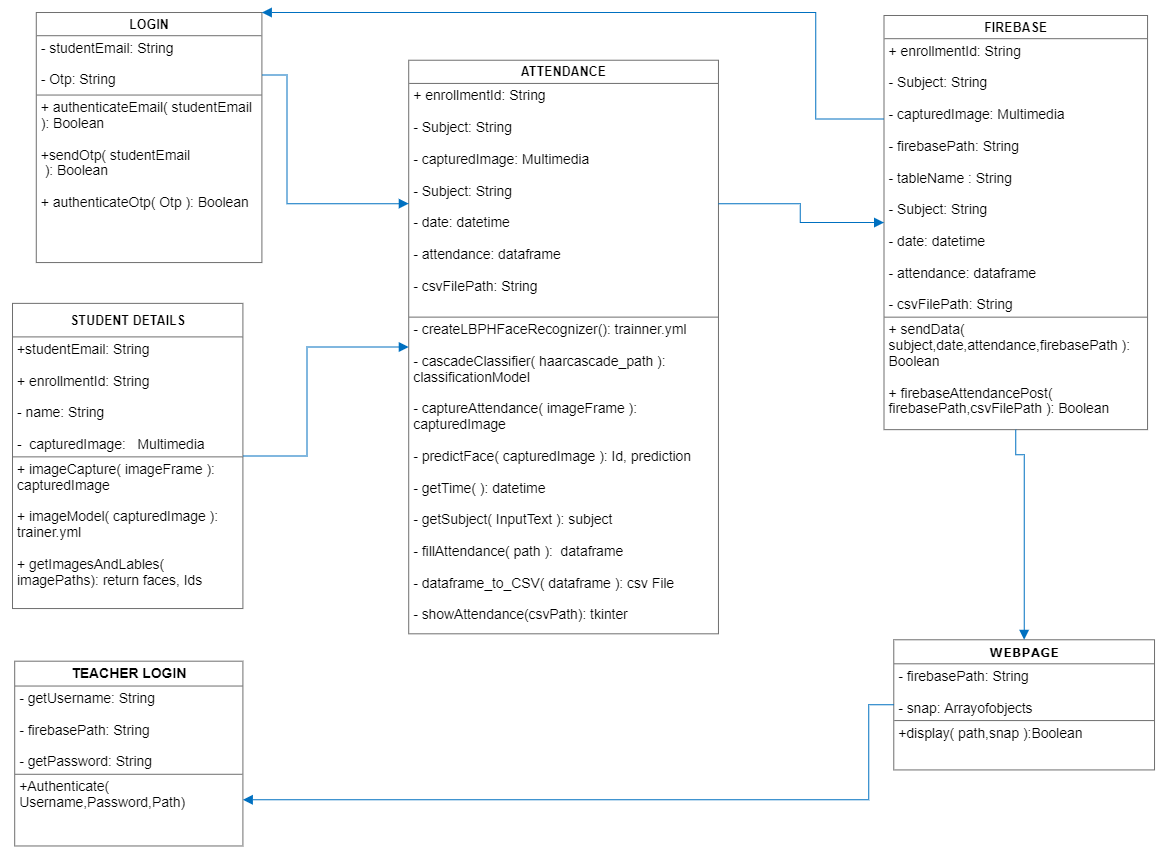 LOGIN
- studentEmail: String
- Otp: String
+ authenticateEmail( studentEmail
): Boolean
+sendOtp( studentEmail
): Boolean
+ authenticateOtp( Otp ): Boolean
STUDENT DETAILS
+studentEmail: String
+ enrollmentId: String
- name: String
- capturedImage: Multimedia
+ imageCapture( imageFrame ):
capturedImage
+ imageModel( capturedImage ):
trainer.yml
+ getImagesAndLables(
imagePaths): return faces, Ids
TEACHER LOGIN
- getUsername: String
- firebasePath: String
- getPassword: String
+Authenticate(
Username,Password,Path)
ATTENDANCE
+ enrollmentId: String
- Subject: String
- capturedImage: Multimedia
- Subject: String
- date: datetime
- attendance: dataframe
- csvFilePath: String
- createLBPHFaceRecognizer(): trainner.yml
- cascadeClassifier( haarcascade_path ):
classificationModel
- captureAttendance( imageFrame ):
capturedImage
- predictFace( capturedImage ): Id, prediction
- getTime( ): datetime
- getSubject( InputText ): subject
- fillAttendance( path ): dataframe
- dataframe_to_CSV( dataframe ): csv File
- showAttendance(csvPath): tkinter
FIREBASE
+ enrollmentId: String
- Subject: String
- capturedImage: Multimedia
- firebasePath: String
- tableName : String
- Subject: String
- date: datetime
- attendance: dataframe
- csvFilePath: String
+ sendData(
subject,date,attendance,firebasePath ):
Boolean
+ firebaseAttendancePost(
firebasePath,csvFilePath ): Boolean
WEBPAGE
- firebasePath: String
- snap: Arrayofobjects
+display( path,snap ):Boolean